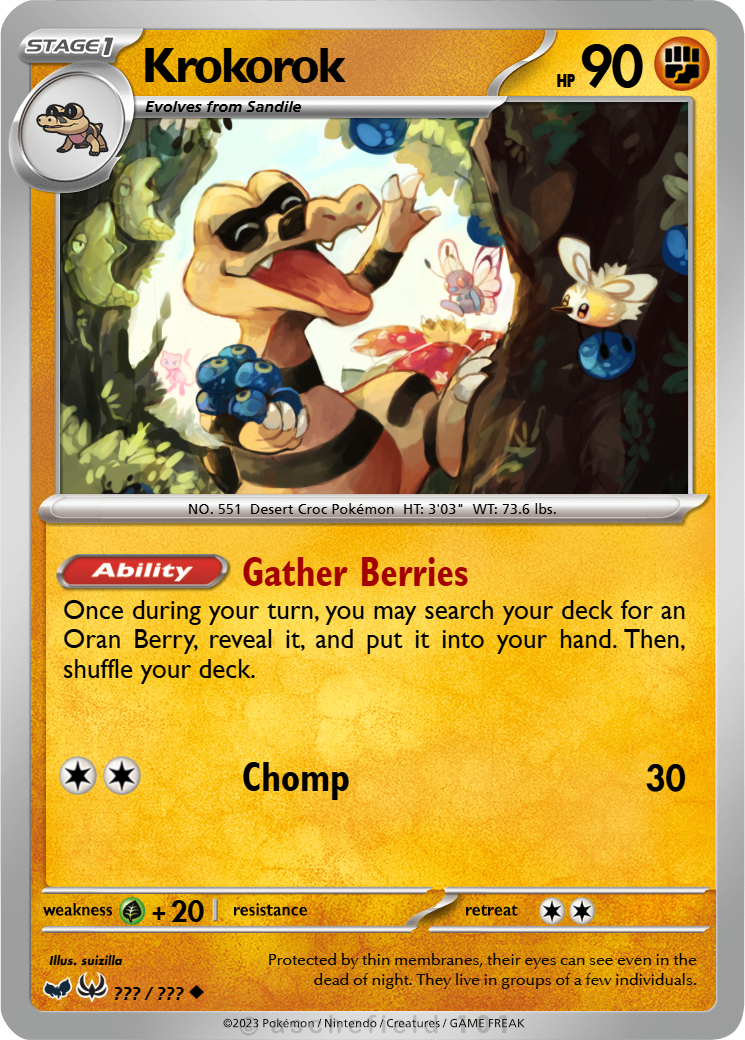 STAGE1
Krokorok
HP 90
Evolves from Sandile
NO. 551 Desert Croc Pokémon HT: 3'03" WT: 73.6 lbs.
Ability Gather Berries
Once during your turn, you may search your deck for an
Oran Berry, reveal it, and put it into your hand. Then,
shuffle your deck.
Chomp 30
weakness + 20 resistance retreat
Illus. suizilla
Protected by thin membranes, their eyes can see even in the
dead of night. They live in groups of a few individuals.
??? / ???
©2023 Pokémon / Nintendo / Creatures / GAME FREAK